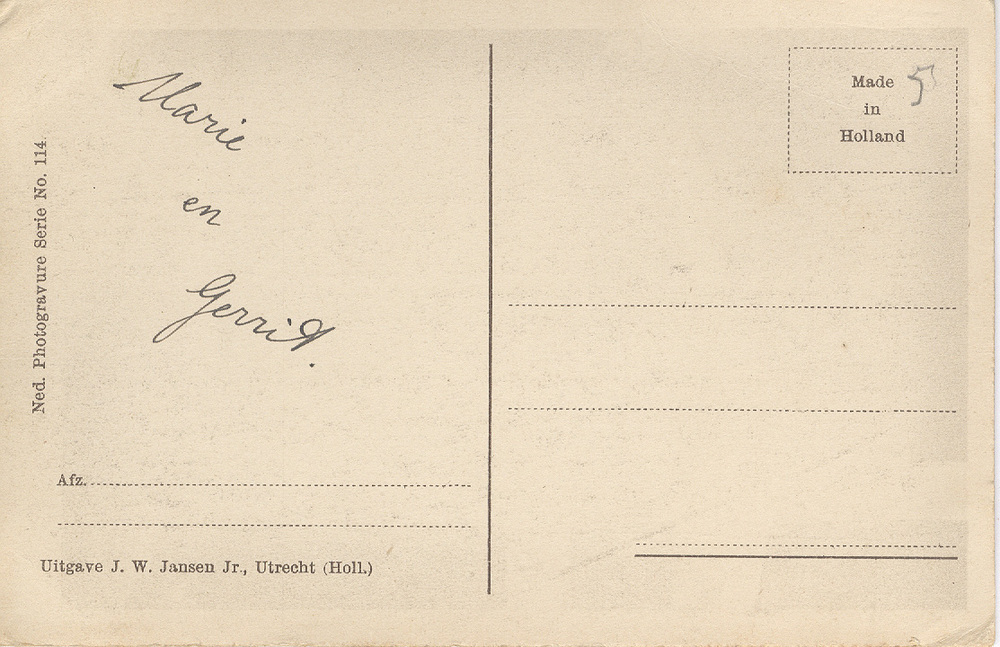 Marie
en
Gerrit.
Ned. Photogravure Serie No. 114.
Afz.
Uitgave J. W. Jansen Jr., Utrecht (Holl.)
Made
in
Holland
5